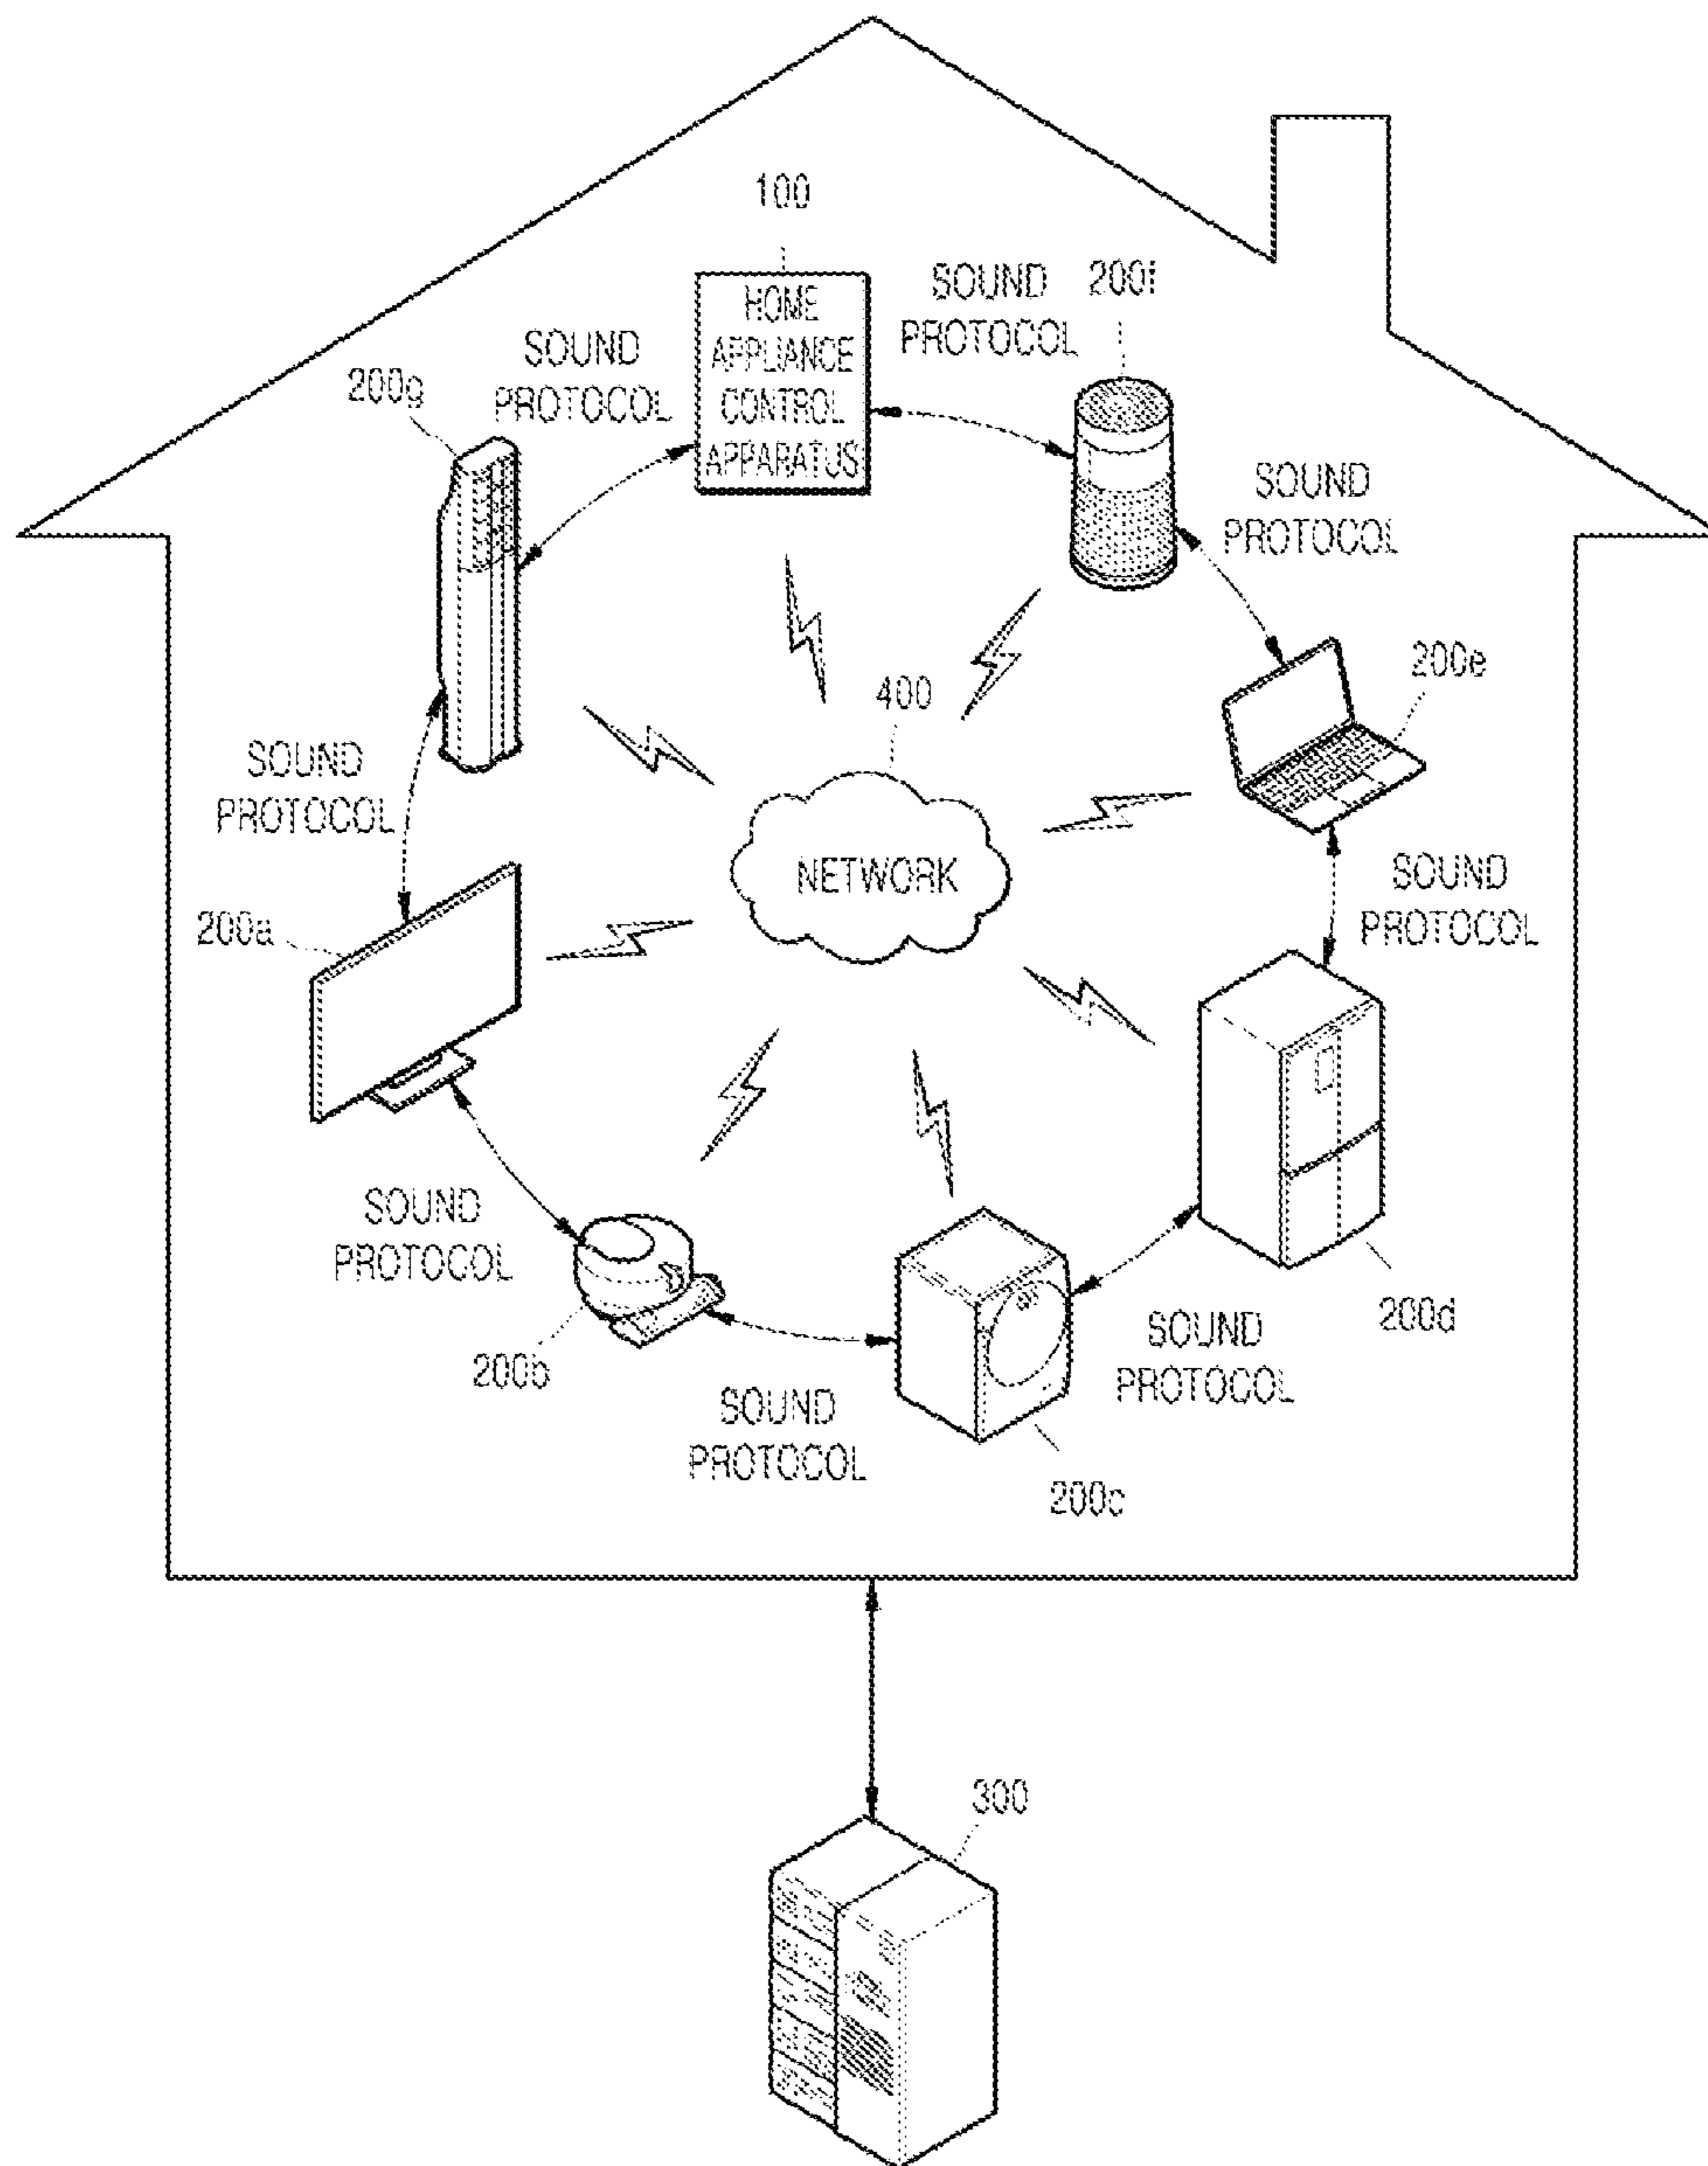 100
HOME
APPLIANCE
CONTROL
APPARATUS
SOUND
PROTOCOL
200f
SOUND
PROTOCOL
200g
SOUND
PROTOCOL
200e
400
NETWORK
SOUND
PROTOCOL
SOUND
PROTOCOL
200a
200d
SOUND
PROTOCOL
200b
SOUND
PROTOCOL
SOUND
PROTOCOL
200c
300